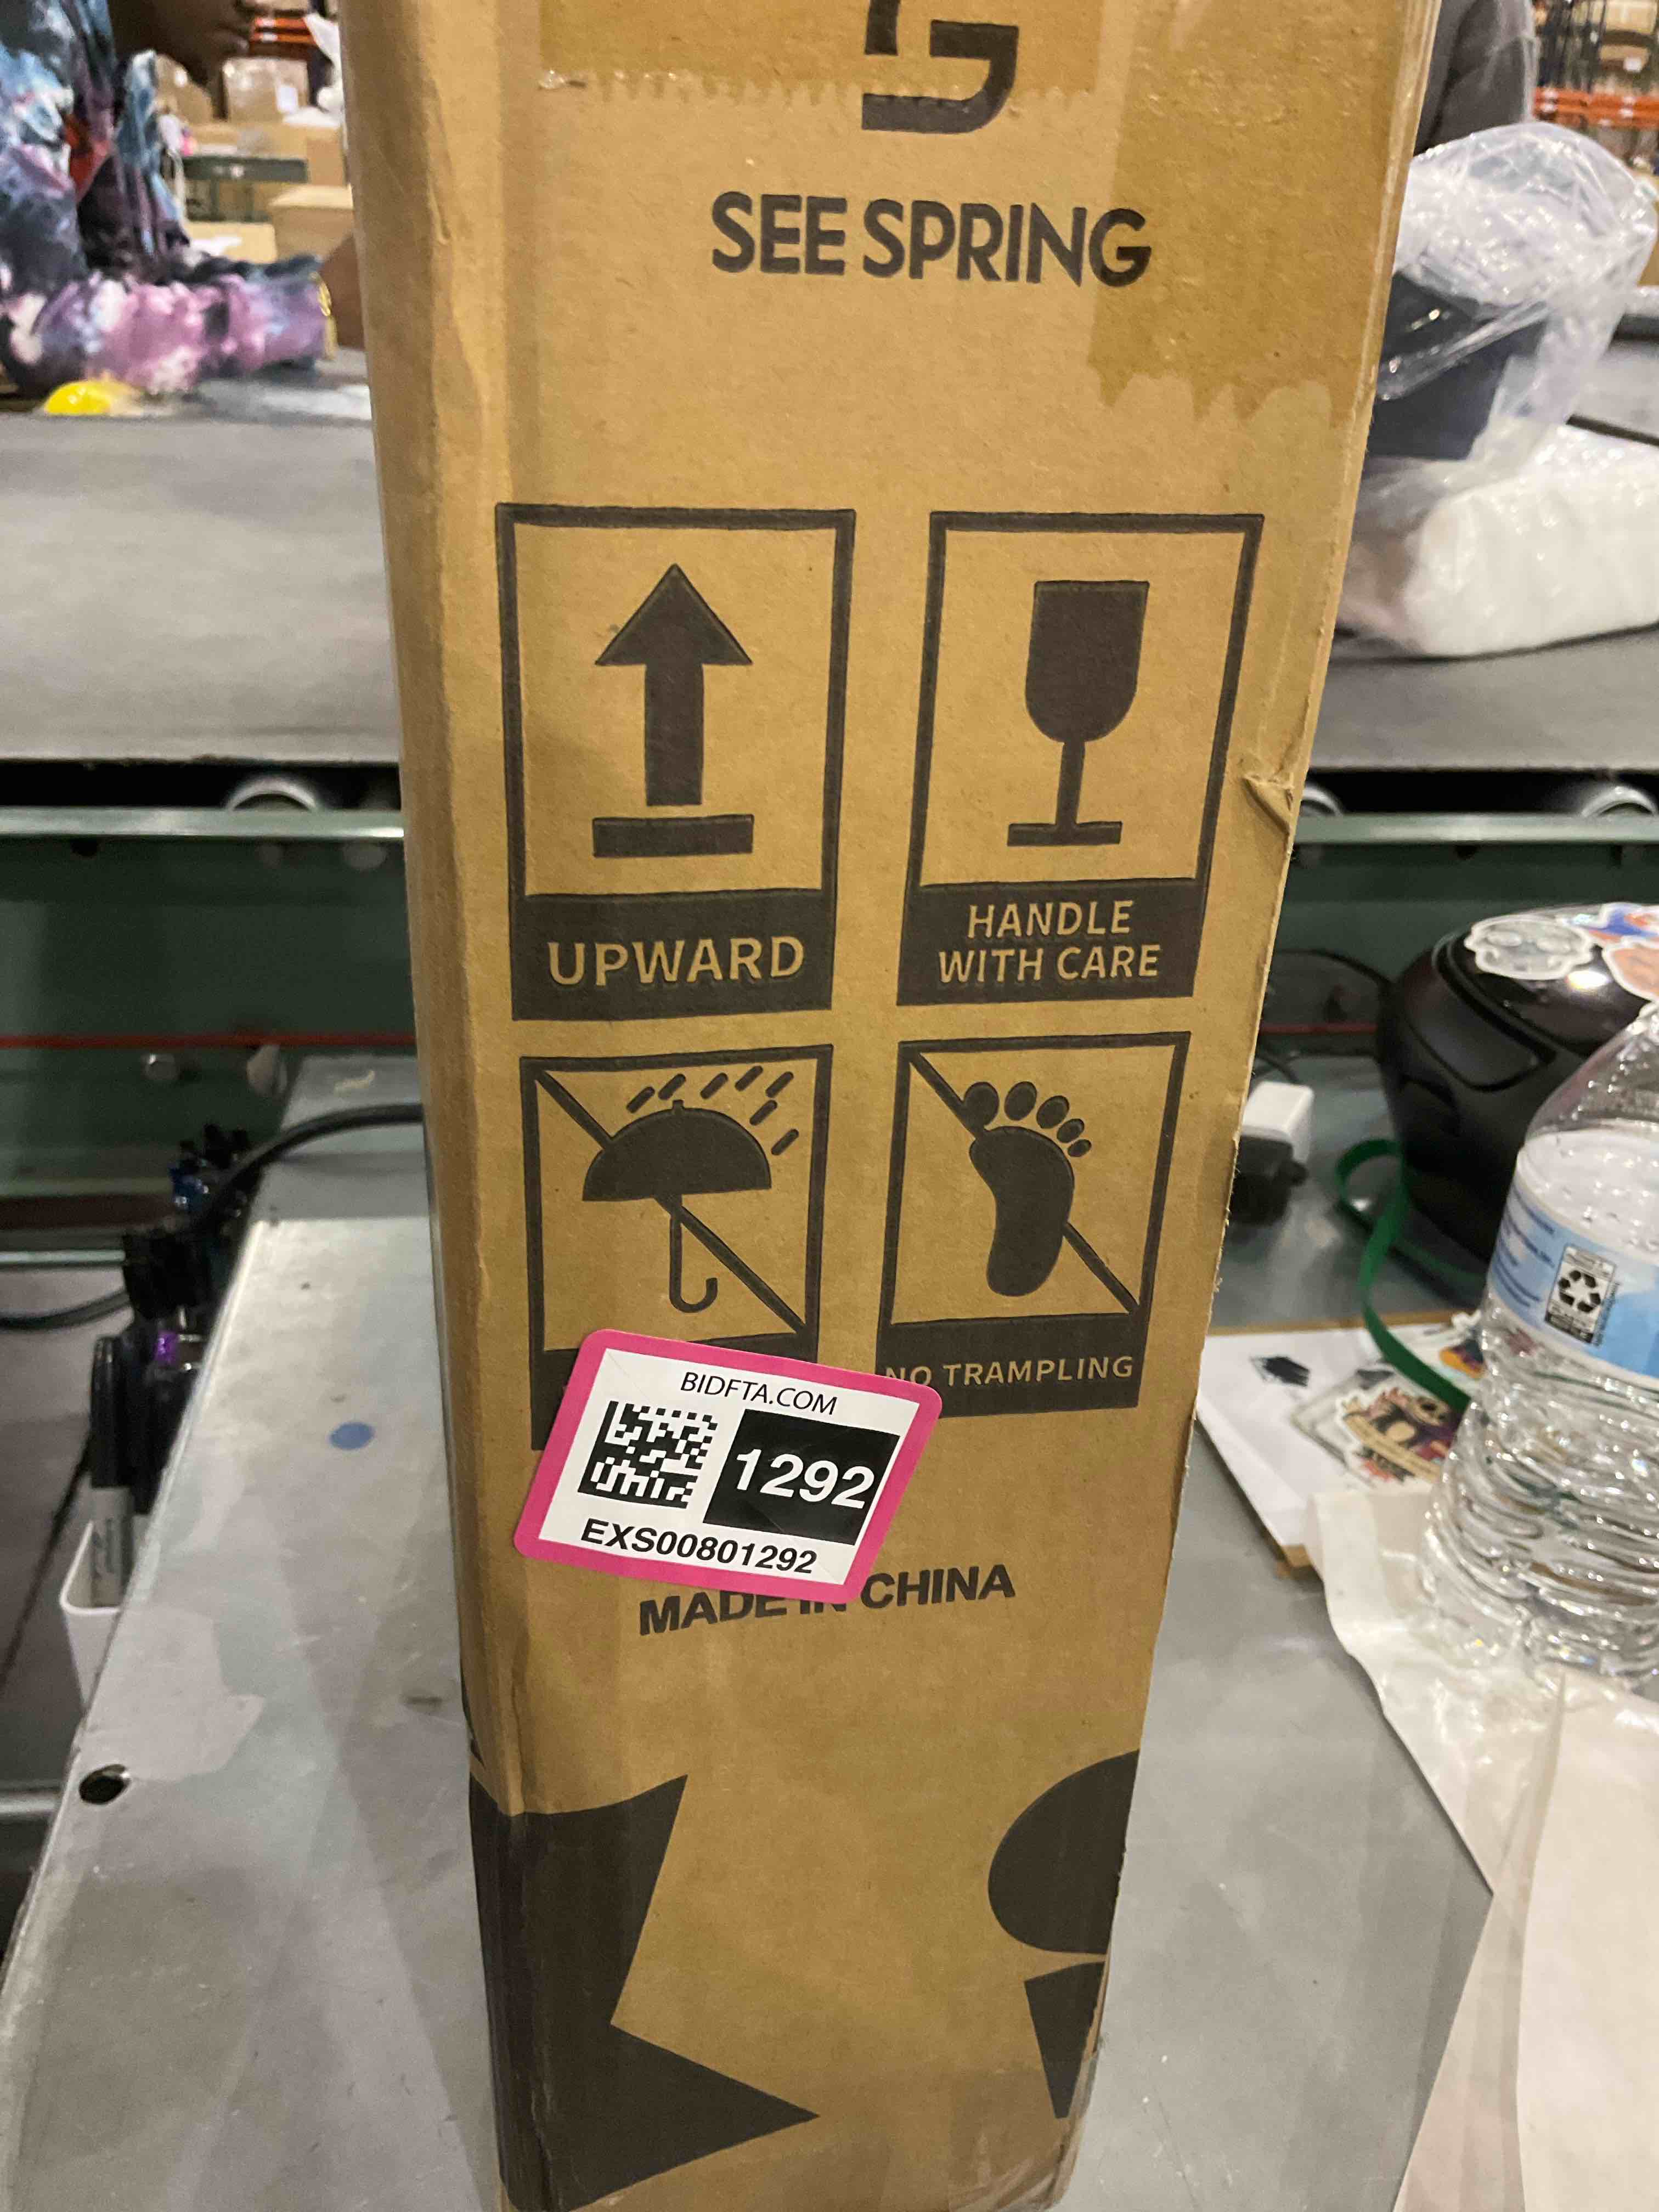 SEE SPRING
UPWARD
HANDLE
WITH CARE
NO TRAMPLING
BIDFTA.COM
1292
EXS00801292
MADE IN CHINA